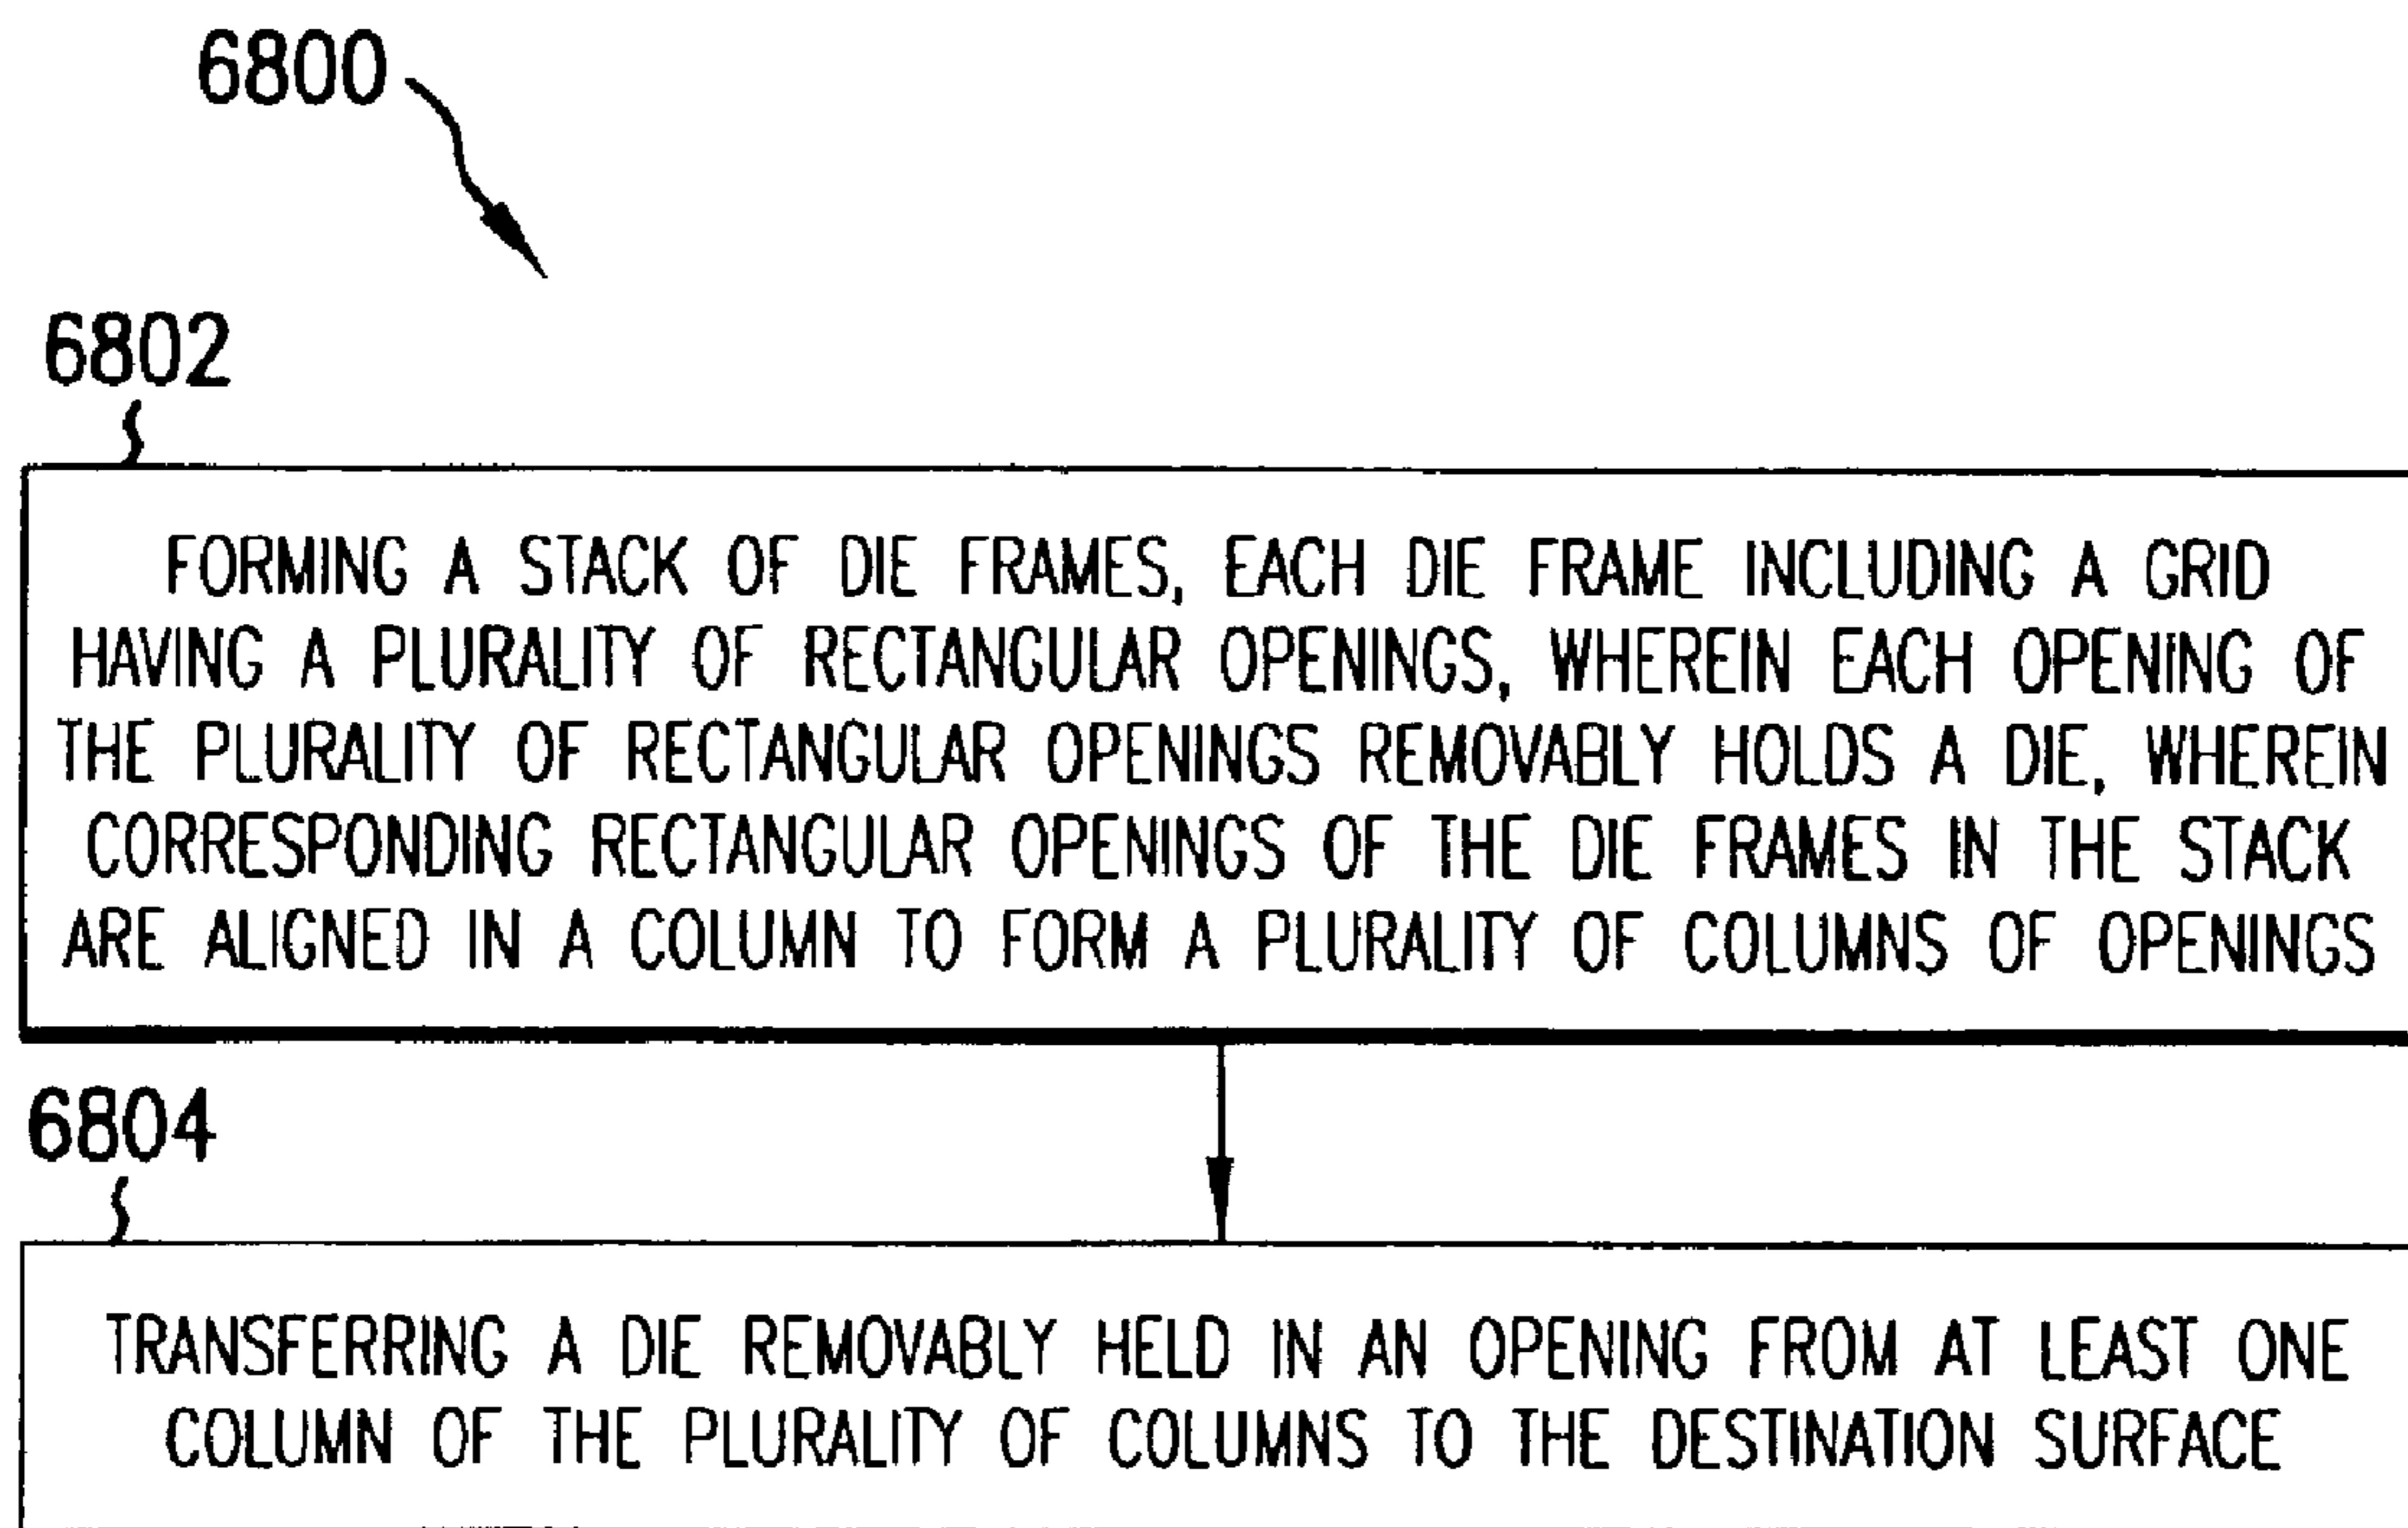 6800
6802
FORMING A STACK OF DIE FRAMES, EACH DIE FRAME INCLUDING A GRID
HAVING A PLURALITY OF RECTANGULAR OPENINGS, WHEREIN EACH OPENING OF
THE PLURALITY OF RECTANGULAR OPENINGS REMOVABLY HOLDS A DIE, WHEREIN
CORRESPONDING RECTANGULAR OPENINGS OF THE DIE FRAMES IN THE STACK
ARE ALIGNED IN A COLUMN TO FORM A PLURALITY OF COLUMNS OF OPENINGS
6804
TRANSFERRING A DIE REMOVABLY HELD IN AN OPENING FROM AT LEAST ONE
COLUMN OF THE PLURALITY OF COLUMNS TO THE DESTINATION SURFACE